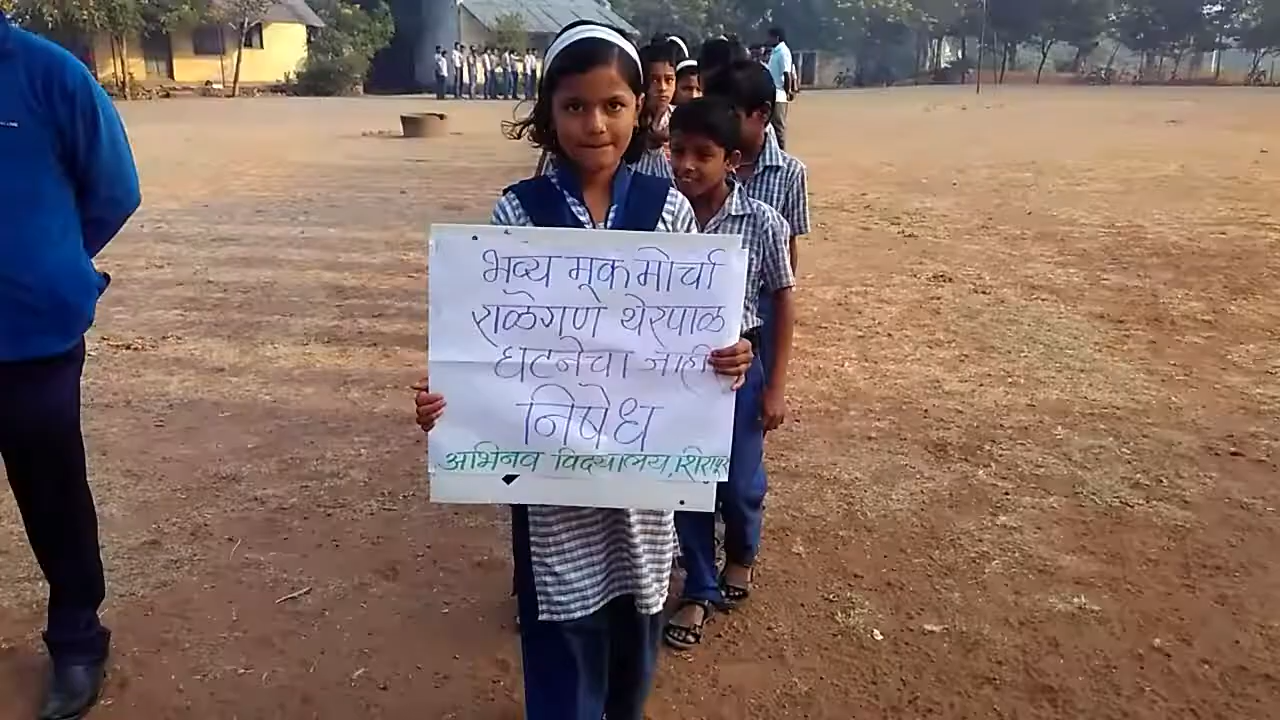 भव्य मूक मोर्चा
राळेगण थेरपाळ
घटनेचा जाही
निषेध
अभिनव विद्यालय, शिरापूर